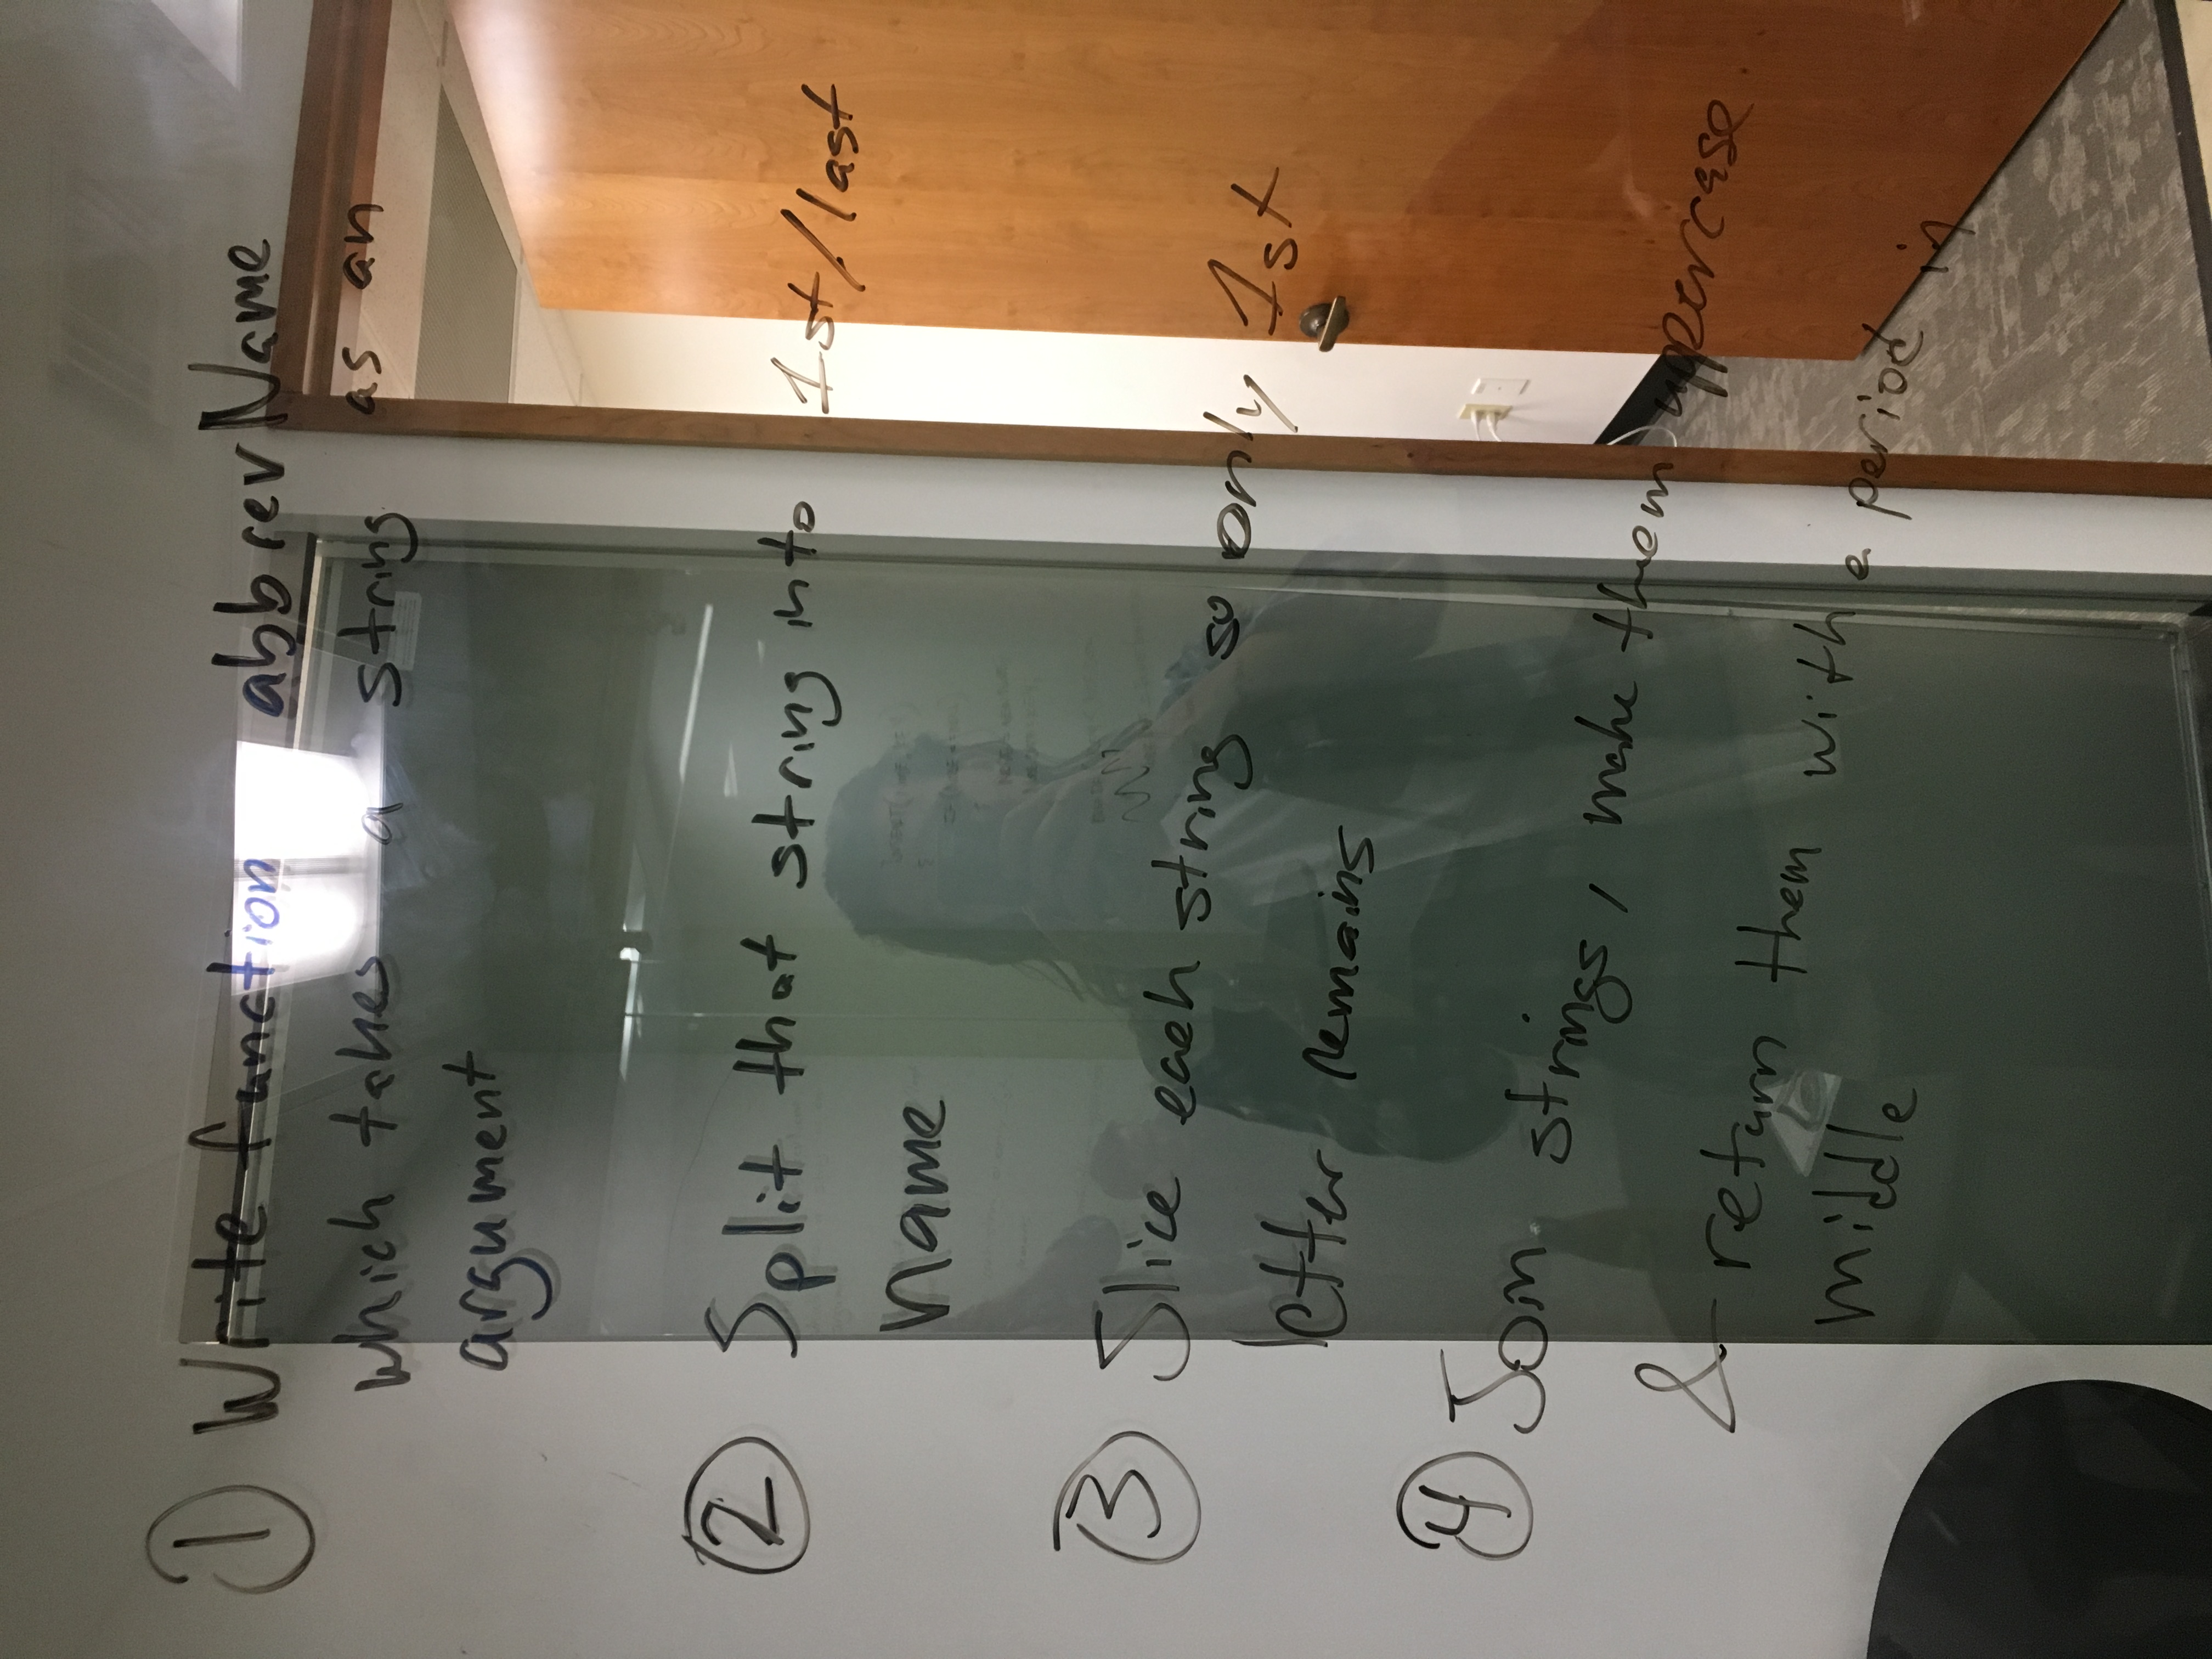 ① Write function abbrevName
which takes a string as an
argument
② Split that string into 1st/last
name
③ Slice each string so only 1st
letter remains
④ Join strings, make them uppercase
& return them with a period in
middle